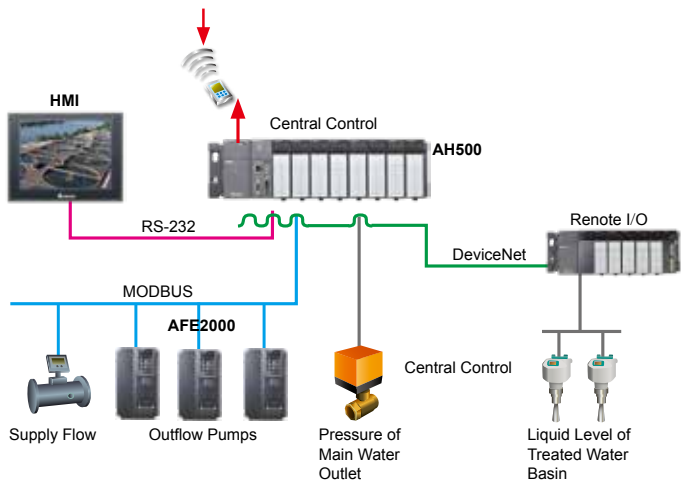 HMI
Central Control
AH500
RS-232
Renote I/O
DeviceNet
MODBUS
AFE2000
Central Control
Supply Flow
Outflow Pumps
Pressure of
Main Water
Outlet
Liquid Level of
Treated Water
Basin